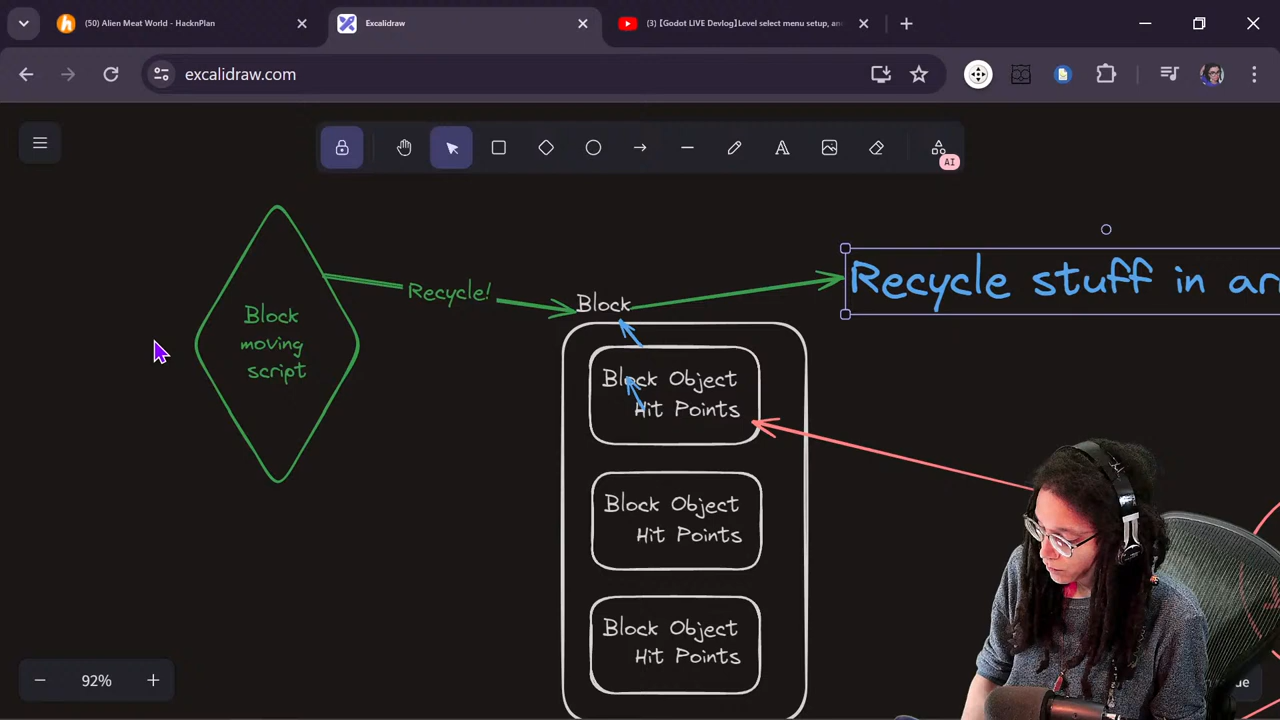 (50) Alien Meat World - HacknPlan
Excalidraw
(3) [Godot LIVE Devlog]Level select menu setup, an
excalidraw.com
AI
Recycle!
Block
Recycle stuff in ar
Block
moving
script
Block Object
Hit Points
Block Object
Hit Points
Block Object
Hit Points
92%